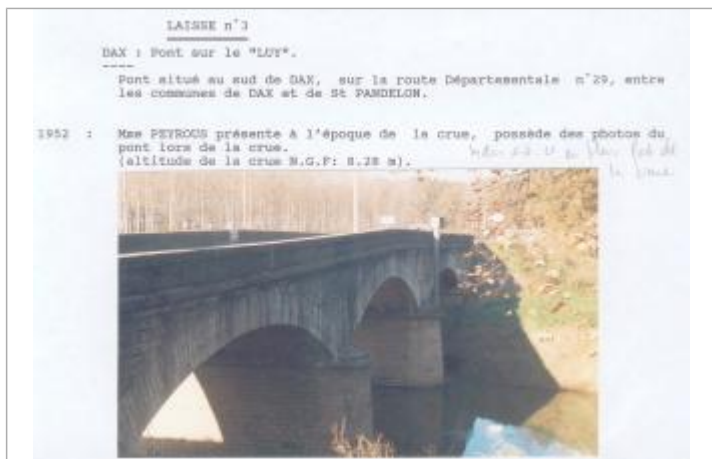 LAISSE n°3
DAX : Pont sur le "LUY".
Pont situé au sud de DAX, sur la route Départementale n°29, entre
les communes de DAX et de St PANDELON.
1952 : Mme PEYROUS présente à l'époque de la crue, possède des photos du
pont lors de la crue.
(altitude de la crue N.G.F: 8.28 m).